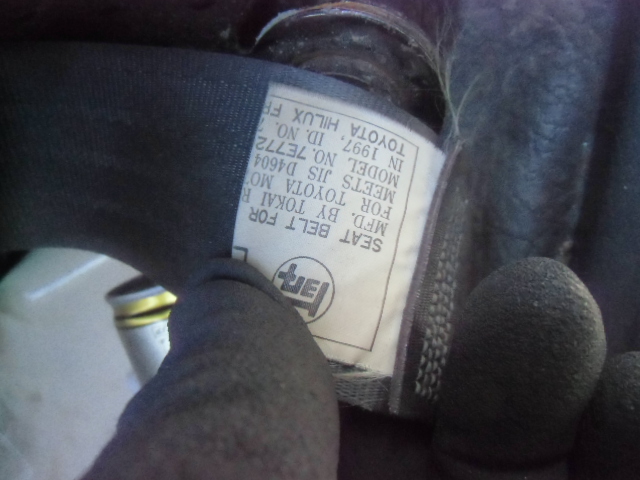 SEAT BELT FOR
MFD. BY TOKAI
FOR TOYOTA
MEETS JIS D4604
MODEL NO. 7E772
IN 1997, ID. NO.
TOYOTA, HILUX